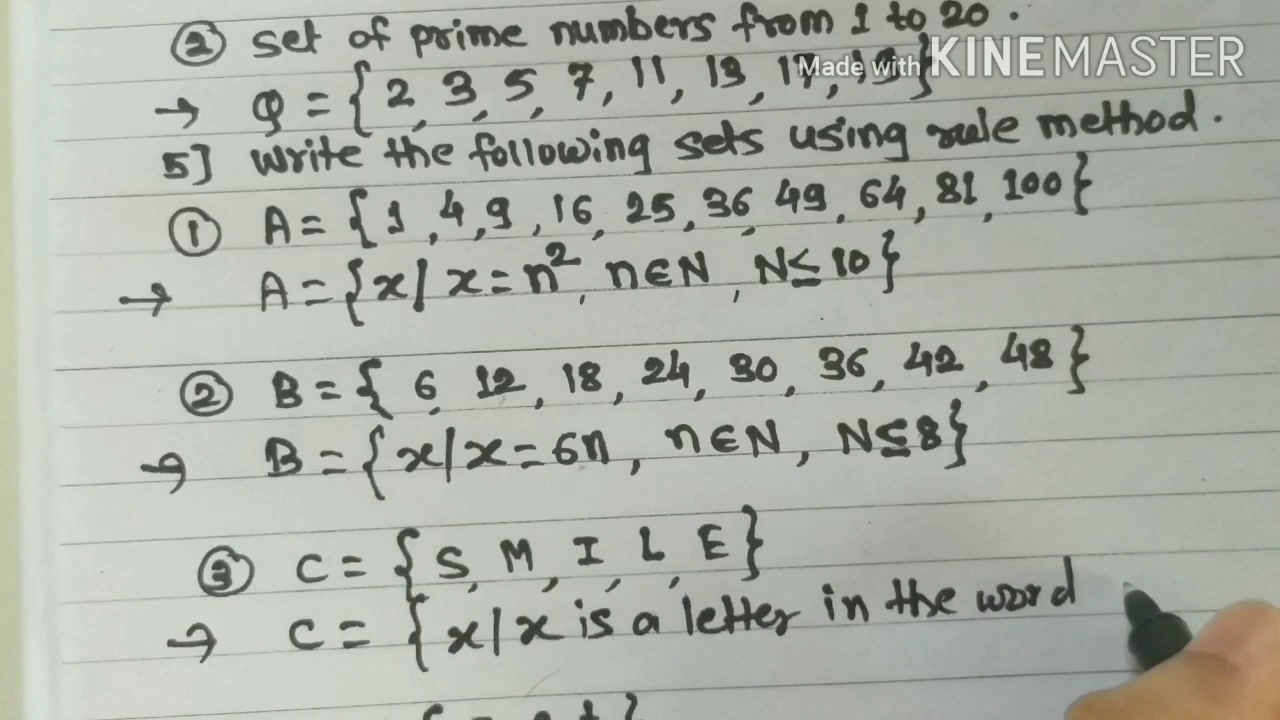 ② set of prime numbers from 1 to 20.
Made with KINEMASTER
→ Q = { 2, 3, 5, 7, 11, 13, 17, 19 }
5] Write the following sets using rule method.
① A = { 1, 4, 9, 16, 25, 36, 49, 64, 81, 100 }
→ A = { x / x = n², n ∈ N, N ≤ 10 }
② B = { 6, 12, 18, 24, 30, 36, 42, 48 }
→ B = { x / x = 6n, n ∈ N, N ≤ 8 }
③ C = { S, M, I, L, E }
→ C = { x / x is a letter in the word